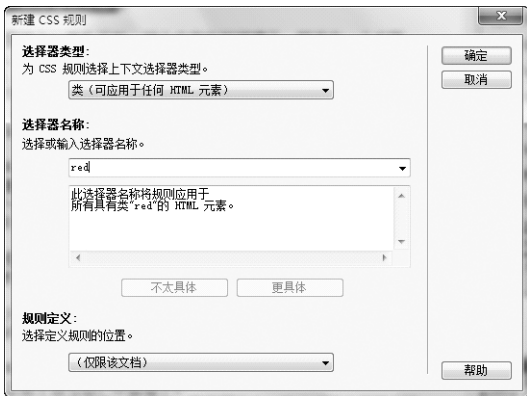 新建 CSS 规则
选择器类型:
为 CSS 规则选择上下文选择器类型。
类（可应用于任何 HTML 元素）
选择器名称:
选择或输入选择器名称。
red
此选择器名称将规则应用于
所有具有类“red”的 HTML 元素。
不太具体 更具体
规则定义:
选择定义规则的位置。
（仅限该文档）
确定
取消
帮助